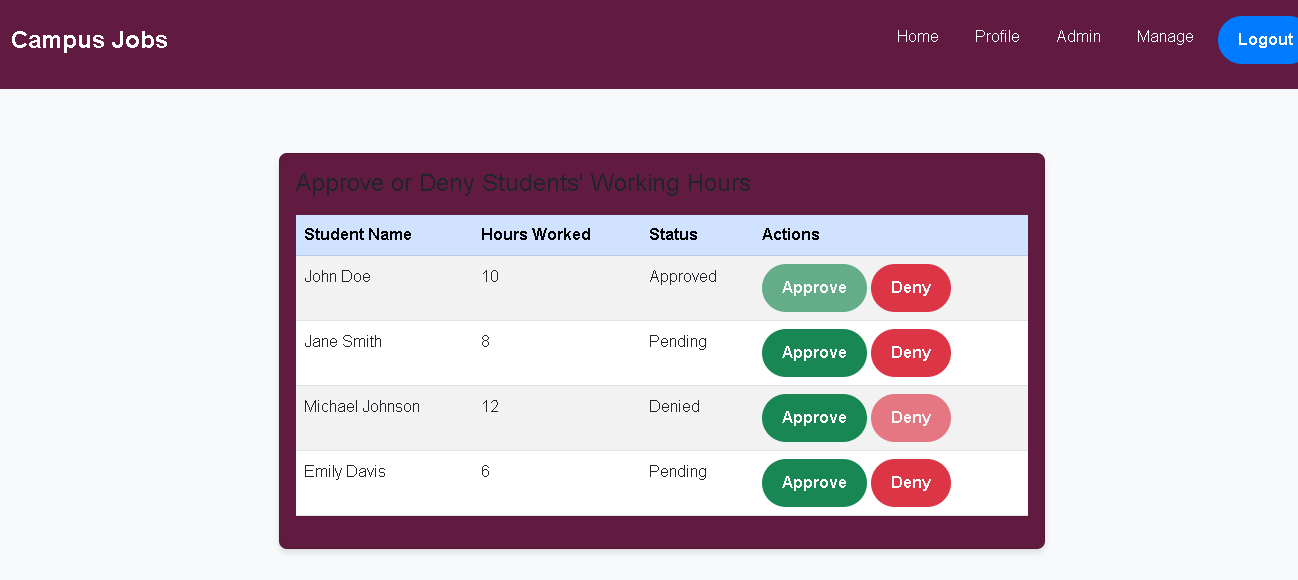 Campus Jobs Home Profile Admin Manage Logout
Approve or Deny Students' Working Hours
Student Name Hours Worked Status Actions
John Doe 10 Approved Approve Deny
Jane Smith 8 Pending Approve Deny
Michael Johnson 12 Denied Approve Deny
Emily Davis 6 Pending Approve Deny